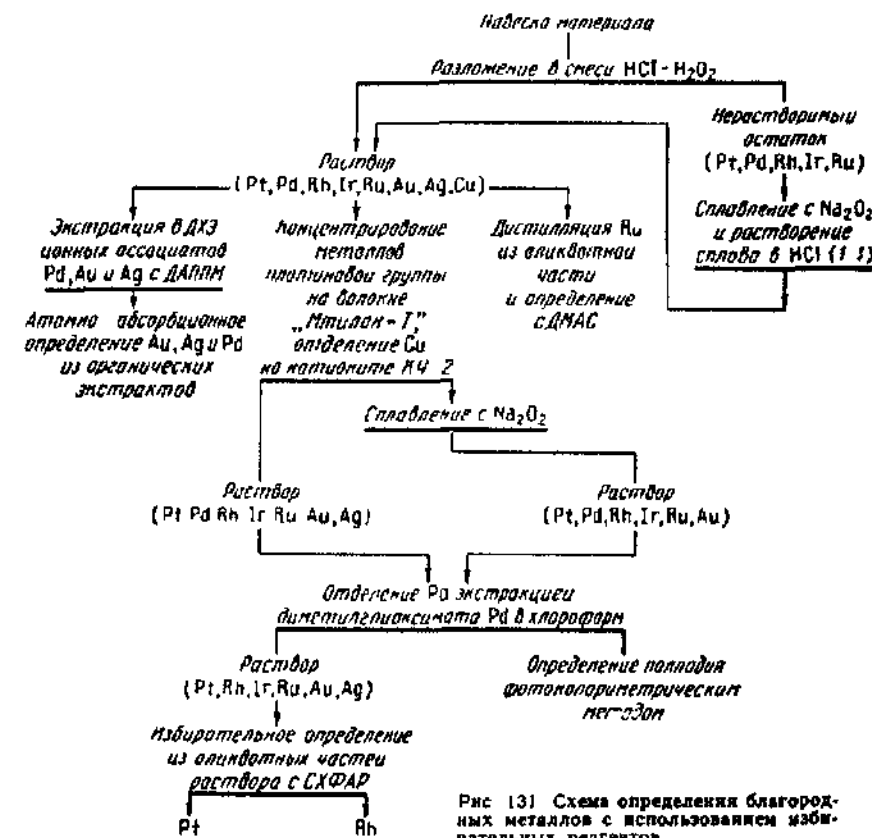 Навеска материала
Разложение в смеси HCl-H₂O₂
Нерастворимый
остаток
(Pt,Pd,Rh,Ir,Ru)
Сплавление с Na₂O₂
и растворение
сплава в HCl (1 1)
Раствор
(Pt,Pd,Rh,Ir,Ru,Au,Ag,Cu)
Экстракция в ДХЭ
ионных ассоциатов
Pd,Au и Ag с ДАППМ
Атомно абсорбционное
определение Au,Ag и Pd
из органических
экстрактов
Концентрирование
металлов
платиновой группы
на волокне
„Мтилон-Т",
отделение Cu
на катионите КУ 2
Дистилляция Ru
из аликвотной
части
и определение
с ДМАС
Сплавление с Na₂O₂
Раствор
(Pt Pd Rh Ir Ru Au,Ag)
Раствор
(Pt,Pd,Rh,Ir,Ru,Au)
Отделение Pd экстракцией
диметилглиоксимата Pd в хлороформ
Раствор
(Pt,Rh,Ir,Ru,Au,Ag)
Определение палладия
фотоколориметрическим
методом
Избирательное определение
из аликвотных частей
раствора с СХФАР
Pt Rh
Рис 131 Схема определения благород-
ных металлов с использованием изби-
рательных реагентов